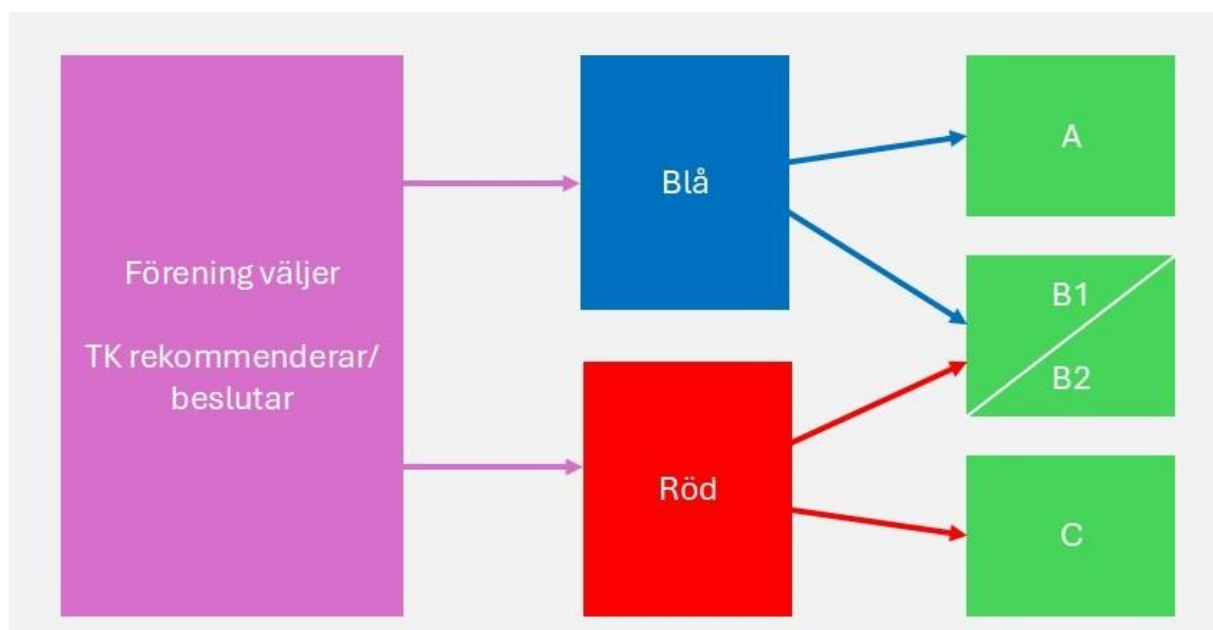 Förening väljer
TK rekommenderar/
beslutar
Blå
Röd
A
B1
B2
C